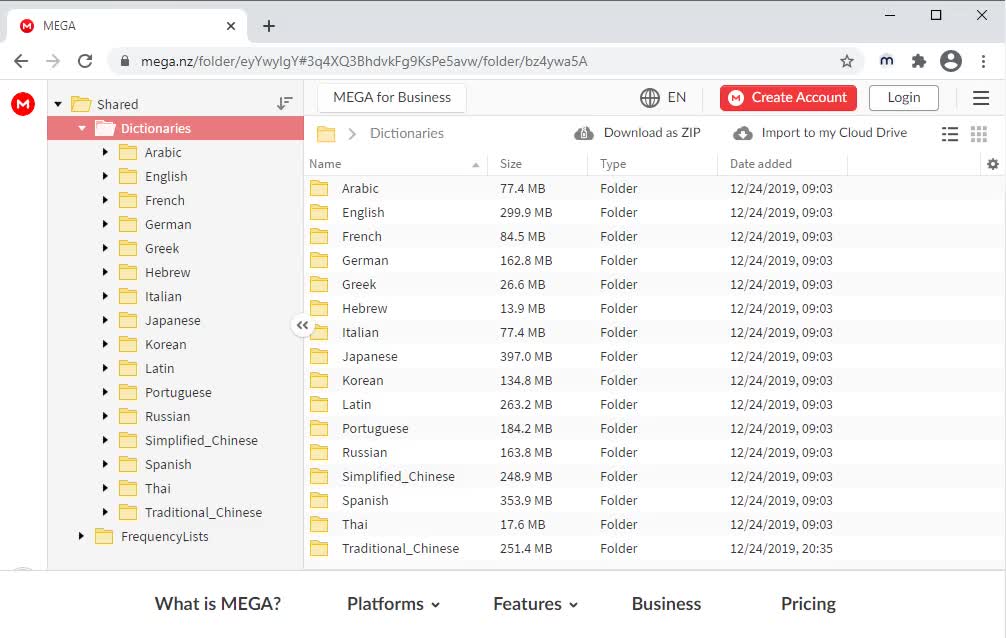 MEGA
mega.nz/folder/eyYwylgY#3q4XQ3BhdvkFg9KsPe5avw/folder/bz4ywa5A
Shared
Dictionaries
Arabic
English
French
German
Greek
Hebrew
Italian
Japanese
Korean
Latin
Portuguese
Russian
Simplified_Chinese
Spanish
Thai
Traditional_Chinese
FrequencyLists
MEGA for Business EN Create Account Login
Dictionaries Download as ZIP Import to my Cloud Drive
Name Size Type Date added
Arabic 77.4 MB Folder 12/24/2019, 09:03
English 299.9 MB Folder 12/24/2019, 09:03
French 84.5 MB Folder 12/24/2019, 09:03
German 162.8 MB Folder 12/24/2019, 09:03
Greek 26.6 MB Folder 12/24/2019, 09:03
Hebrew 13.9 MB Folder 12/24/2019, 09:03
Italian 77.4 MB Folder 12/24/2019, 09:03
Japanese 397.0 MB Folder 12/24/2019, 09:03
Korean 134.8 MB Folder 12/24/2019, 09:03
Latin 263.2 MB Folder 12/24/2019, 09:03
Portuguese 184.2 MB Folder 12/24/2019, 09:03
Russian 163.8 MB Folder 12/24/2019, 09:03
Simplified_Chinese 248.9 MB Folder 12/24/2019, 09:03
Spanish 353.9 MB Folder 12/24/2019, 09:03
Thai 17.6 MB Folder 12/24/2019, 09:03
Traditional_Chinese 251.4 MB Folder 12/24/2019, 20:35
What is MEGA? Platforms Features Business Pricing